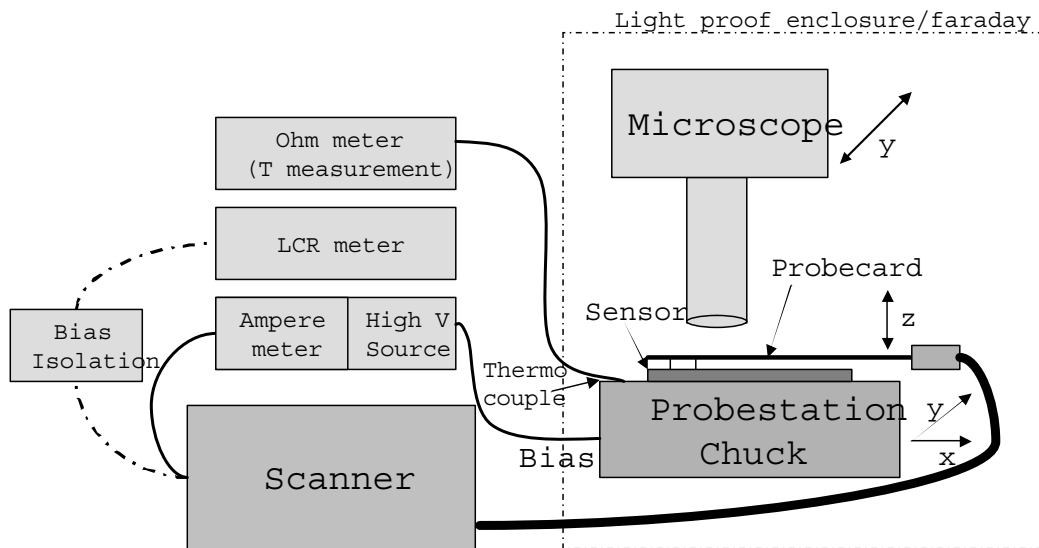 Light proof enclosure/faraday
Microscope
y
Ohm meter
(T measurement)
LCR meter
Probecard
Sensor
z
Bias
Isolation
Ampere
meter
High V
Source
Thermo
couple
Probestation
Chuck
y
x
Bias
Scanner